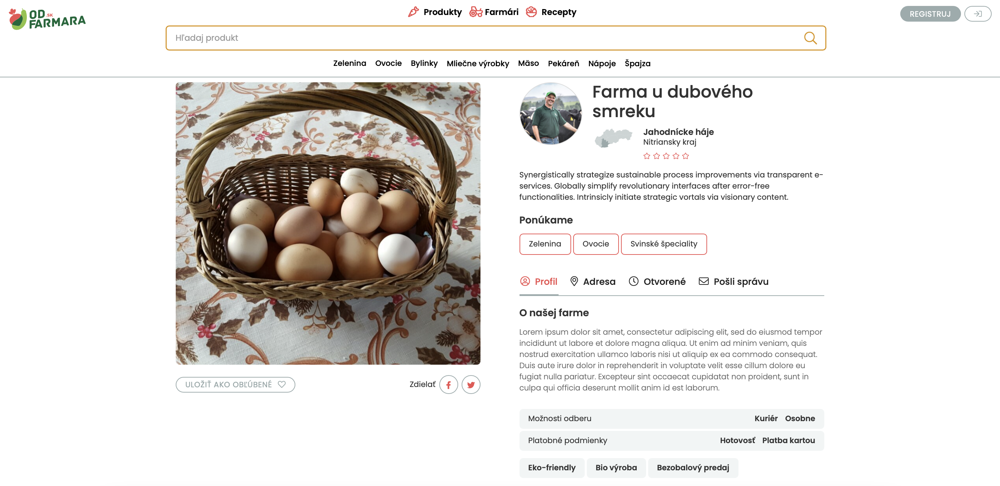 OD.SK
FARMARA
Produkty Farmári Recepty
REGISTRUJ
Hľadaj produkt
Zelenina Ovocie Bylinky Mliečne výrobky Mäso Pekáreň Nápoje Špajza
Farma u dubového
smreku
Jahodnícke háje
Nitriansky kraj
Synergistically strategize sustainable process improvements via transparent e-
services. Globally simplify revolutionary interfaces after error-free
functionalities. Intrinsicly initiate strategic vortals via visionary content.
Ponúkame
Zelenina Ovocie Svinské špeciality
Profil Adresa Otvorené Pošli správu
O našej farme
Lorem ipsum dolor sit amet, consectetur adipiscing elit, sed do eiusmod tempor
incididunt ut labore et dolore magna aliqua. Ut enim ad minim veniam, quis
nostrud exercitation ullamco laboris nisi ut aliquip ex ea commodo consequat.
Duis aute irure dolor in reprehenderit in voluptate velit esse cillum dolore eu
fugiat nulla pariatur. Excepteur sint occaecat cupidatat non proident, sunt in
culpa qui officia deserunt mollit anim id est laborum.
ULOŽIŤ AKO OBĽÚBENÉ
Zdielať
Možnosti odberu Kuriér Osobne
Platobné podmienky Hotovosť Platba kartou
Eko-friendly Bio výroba Bezobalový predaj